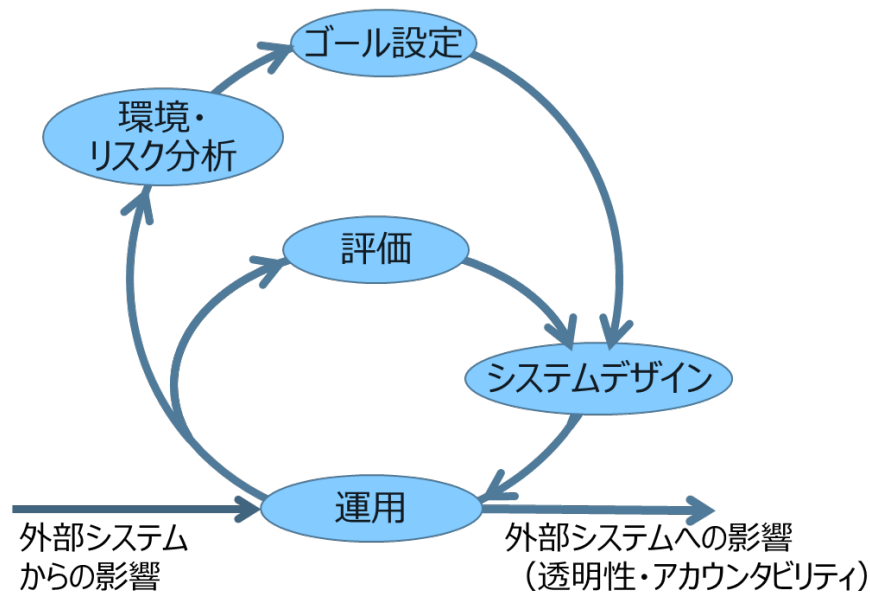 ゴール設定
環境・
リスク分析
評価
システムデザイン
運用
外部システム
からの影響
外部システムへの影響
（透明性・アカウンタビリティ）